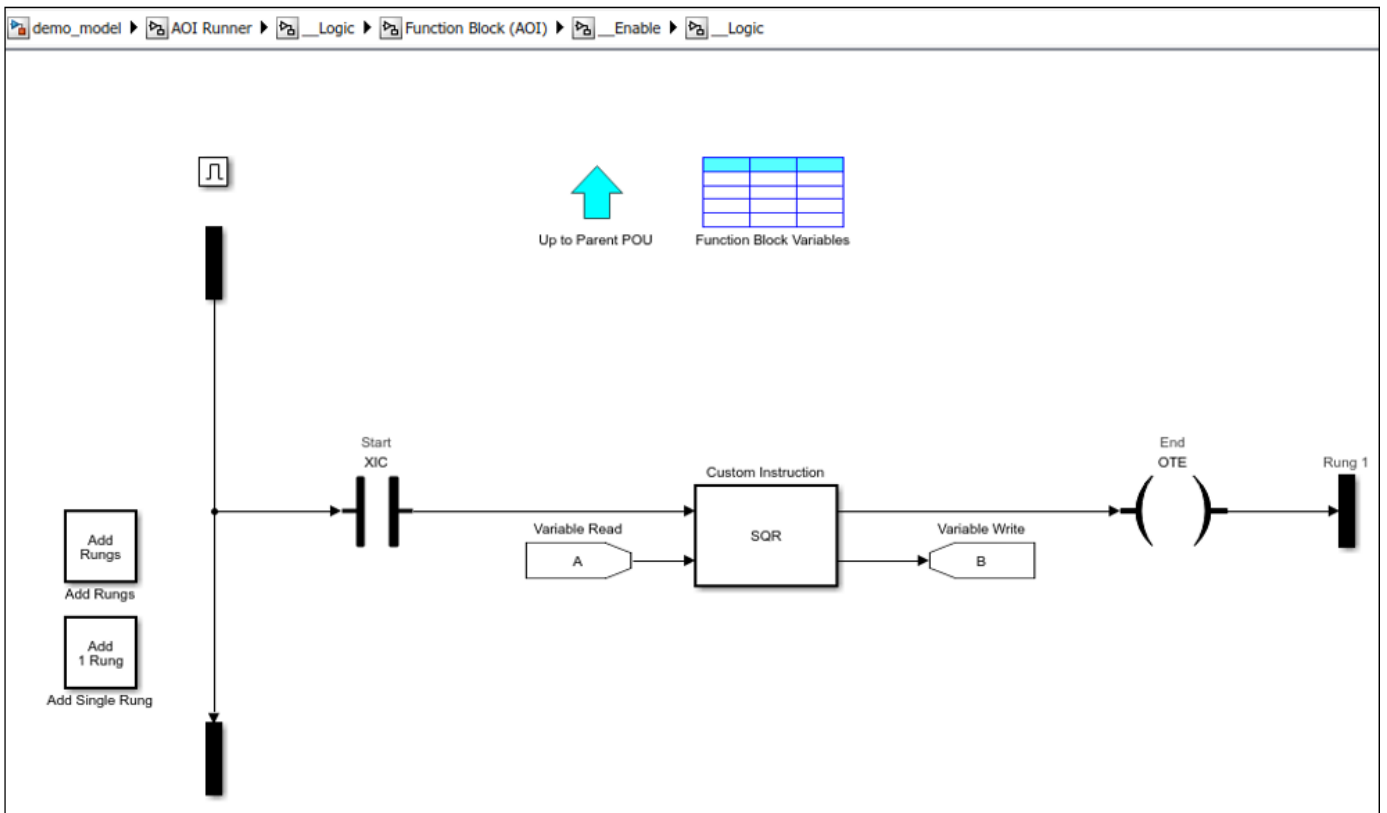 demo_model AOI Runner __Logic Function Block (AOI) __Enable __Logic
Up to Parent POU
Function Block Variables
Start
XIC
Custom Instruction
SQR
Variable Read
A
Variable Write
B
End
OTE
Rung 1
Add
Rungs
Add Rungs
Add
1 Rung
Add Single Rung